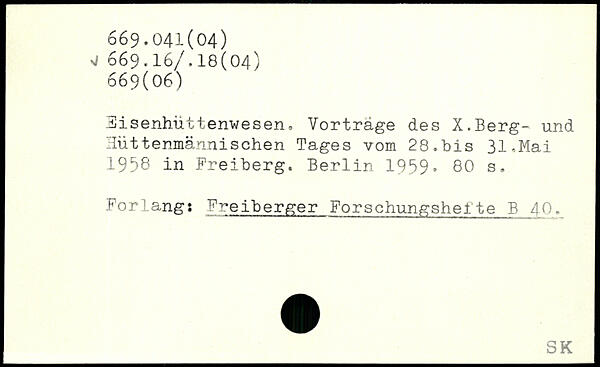 669.041(04)
√ 669.16/.18(04)
669(06)
Eisenhüttenwesen. Vorträge des X.Berg- und
Hüttenmännischen Tages vom 28.bis 31.Mai
1958 in Freiberg. Berlin 1959. 80 s.
Forlang: Freiberger Forschungshefte B 40.
SK